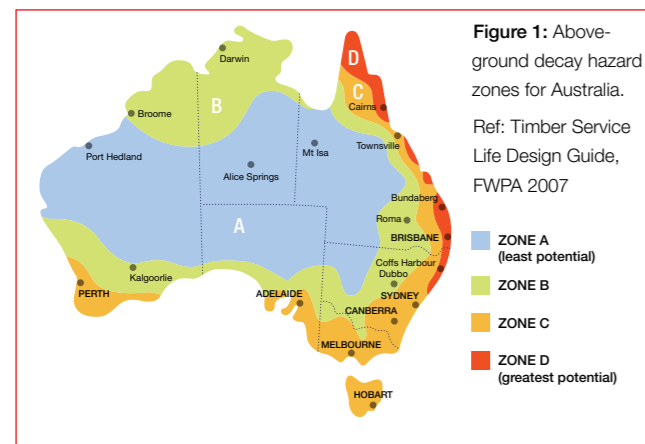 Figure 1: Above-
ground decay hazard
zones for Australia.
Ref: Timber Service
Life Design Guide,
FWPA 2007
ZONE A
(least potential)
ZONE B
ZONE C
ZONE D
(greatest potential)
Darwin
D
C
B
Broome
Cairns
Port Hedland
Mt Isa
Townsville
Alice Springs
Bundaberg
Roma
A
BRISBANE
Kalgoorlie
Coffs Harbour
Dubbo
PERTH
ADELAIDE
SYDNEY
CANBERRA
MELBOURNE
HOBART